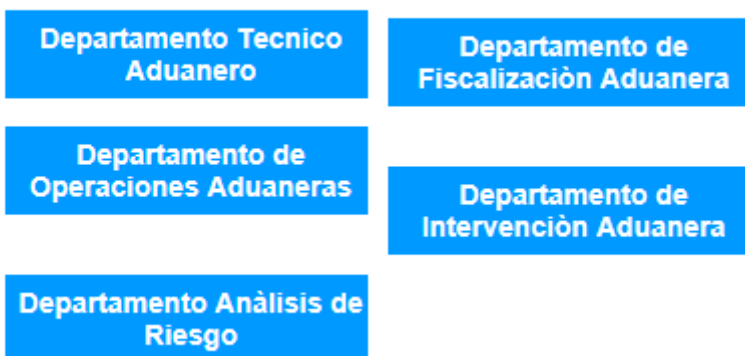 Departamento Tecnico
Aduanero
Departamento de
Fiscalizaciòn Aduanera
Departamento de
Operaciones Aduaneras
Departamento de
Intervenciòn Aduanera
Departamento Anàlisis de
Riesgo